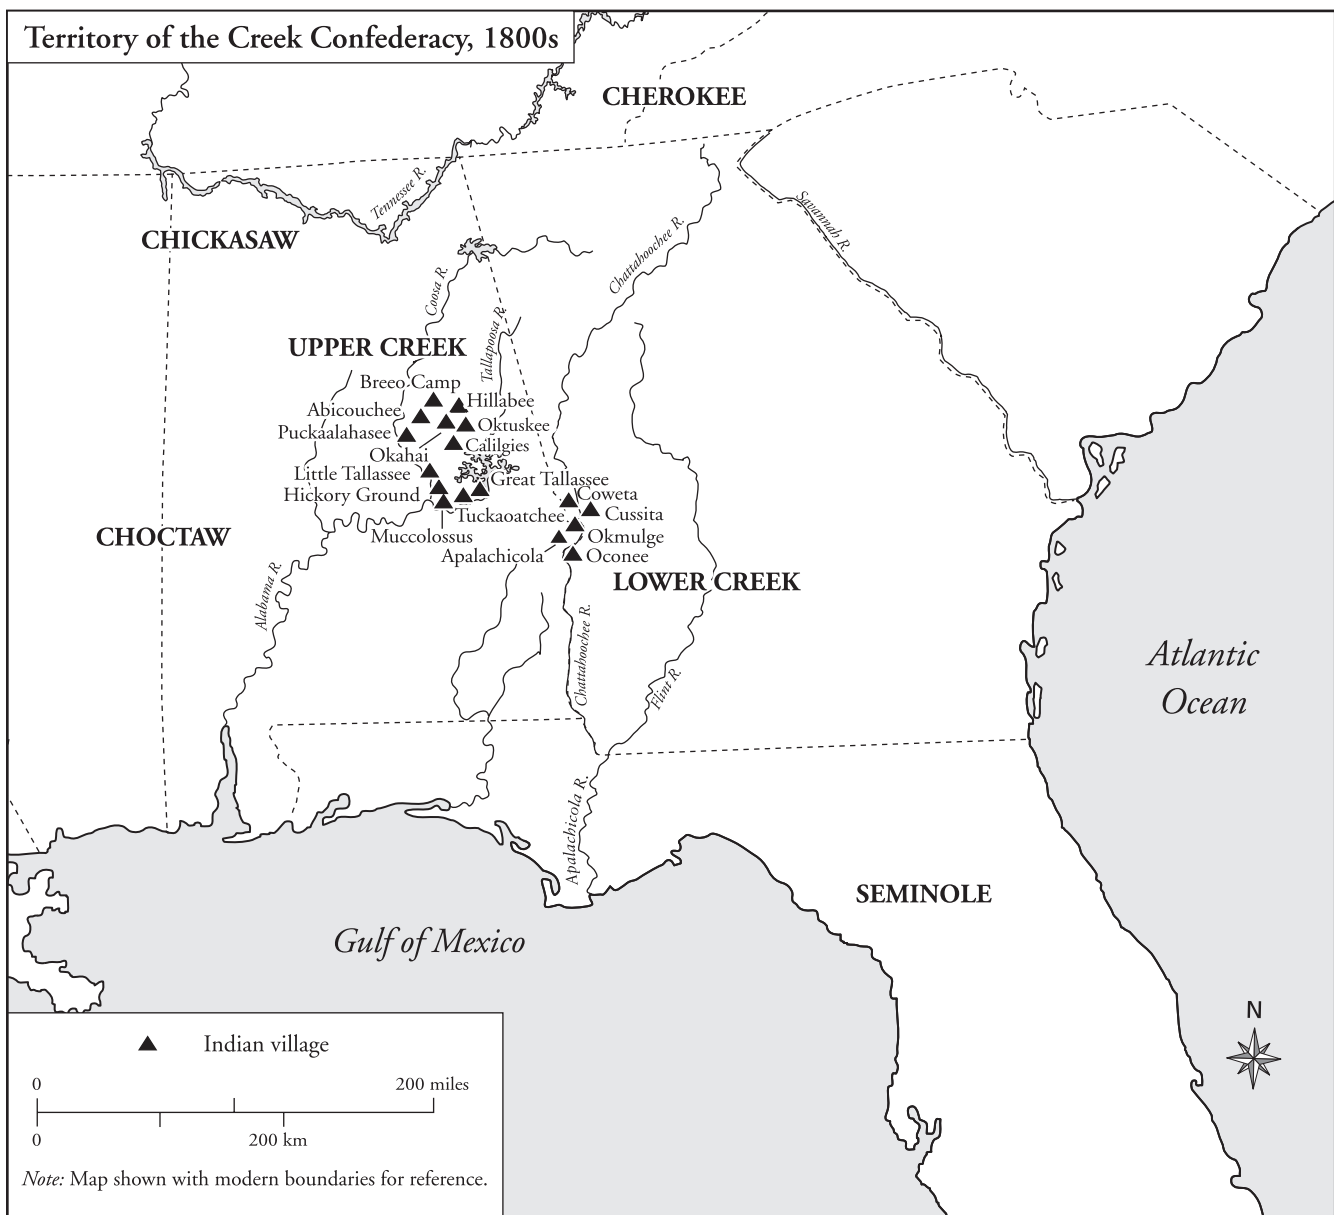 Territory of the Creek Confederacy, 1800s
CHEROKEE
Tennessee R.
Savannah R.
CHICKASAW
Chattahoochee R.
Coosa R.
Tallapoosa R.
UPPER CREEK
Breeo Camp
Hillabee
Abicouchee
Oktuskee
Puckaalahasee
Calilgies
Okahai
Little Tallassee
Great Tallassee
Hickory Ground
Coweta
Tuckaoatchee
Cussita
CHOCTAW
Muccolossus
Okmulge
Apalachicola
Oconee
LOWER CREEK
Alabama R.
Chattahoochee R.
Flint R.
Atlantic
Ocean
Apalachicola R.
SEMINOLE
Gulf of Mexico
N
Indian village
0
200 miles
0
200 km
Note: Map shown with modern boundaries for reference.